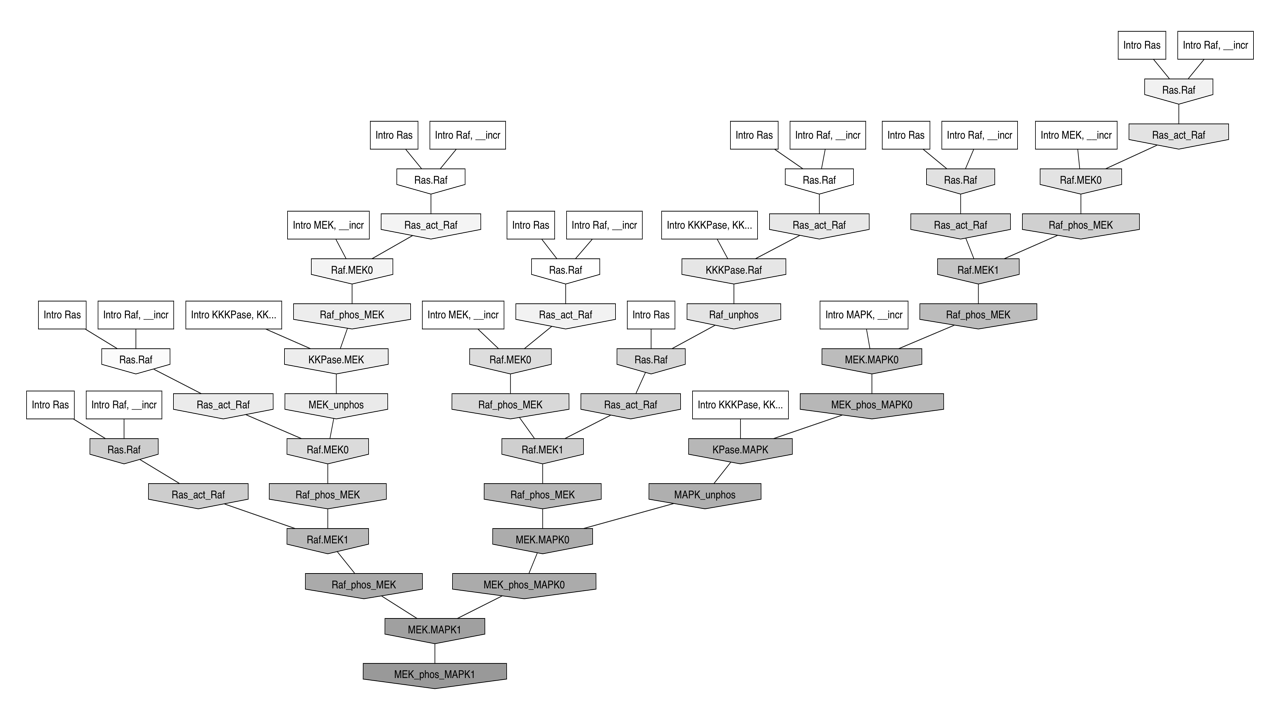 Intro Ras
Intro Raf, __incr
Ras.Raf
Intro Ras
Intro Raf, __incr
Intro Ras
Intro Raf, __incr
Intro Ras
Intro Raf, __incr
Intro MEK, __incr
Ras_act_Raf
Ras.Raf
Ras.Raf
Ras.Raf
Raf.MEK0
Intro MEK, __incr
Ras_act_Raf
Intro Ras
Intro Raf, __incr
Intro KKKPase, KK...
Ras_act_Raf
Ras_act_Raf
Raf_phos_MEK
Raf.MEK0
Ras.Raf
KKKPase.Raf
Raf.MEK1
Intro Ras
Intro Raf, __incr
Intro KKKPase, KK...
Raf_phos_MEK
Intro MEK, __incr
Ras_act_Raf
Intro Ras
Raf_unphos
Intro MAPK, __incr
Raf_phos_MEK
Ras.Raf
KKPase.MEK
Raf.MEK0
Ras.Raf
MEK.MAPK0
Intro Ras
Intro Raf, __incr
Ras_act_Raf
MEK_unphos
Raf_phos_MEK
Ras_act_Raf
Intro KKKPase, KK...
MEK_phos_MAPK0
Ras.Raf
Raf.MEK0
Raf.MEK1
KPase.MAPK
Ras_act_Raf
Raf_phos_MEK
Raf_phos_MEK
MAPK_unphos
Raf.MEK1
MEK.MAPK0
Raf_phos_MEK
MEK_phos_MAPK0
MEK.MAPK1
MEK_phos_MAPK1